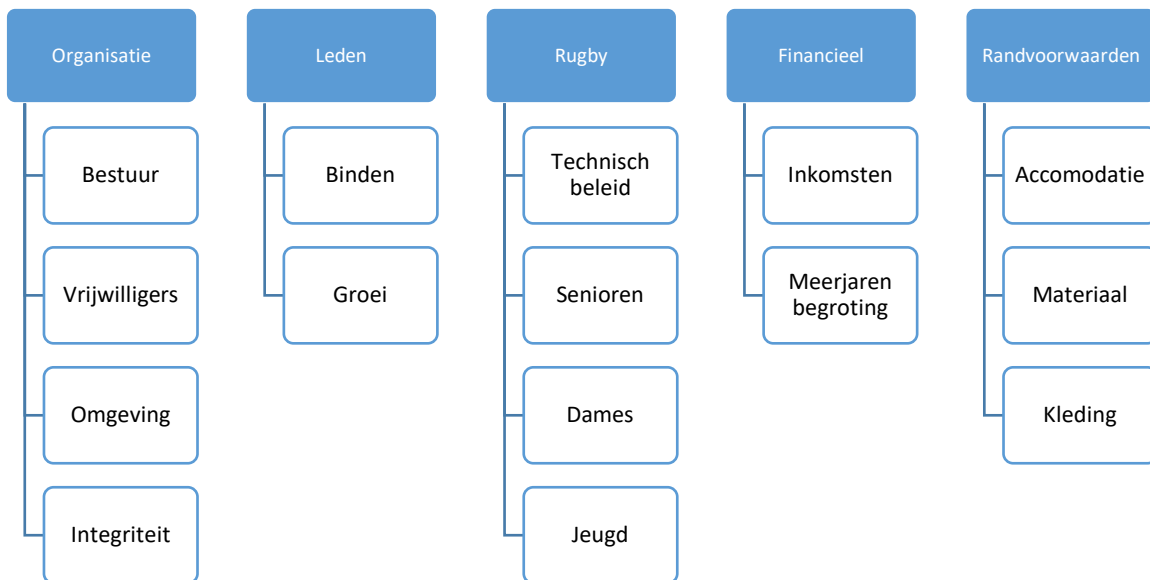 Organisatie
Bestuur
Vrijwilligers
Omgeving
Integriteit
Leden
Binden
Groei
Rugby
Technisch
beleid
Senioren
Dames
Jeugd
Financieel
Inkomsten
Meerjaren
begroting
Randvoorwaarden
Accomodatie
Materiaal
Kleding